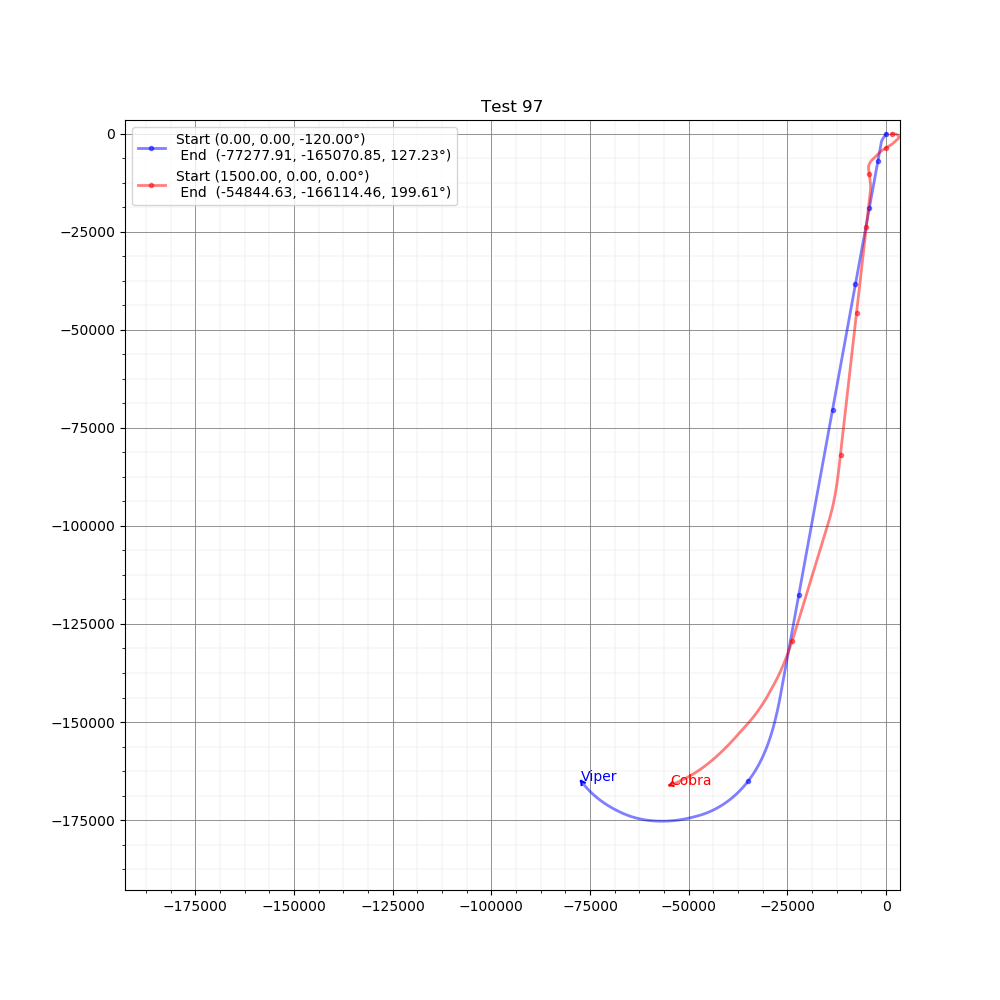 Test 97
Start (0.00, 0.00, -120.00°)
End  (-77277.91, -165070.85, 127.23°)
Start (1500.00, 0.00, 0.00°)
End  (-54844.63, -166114.46, 199.61°)
0
−25000
−50000
−75000
−100000
−125000
−150000
−175000
Viper
Cobra
−175000 −150000 −125000 −100000 −75000 −50000 −25000 0